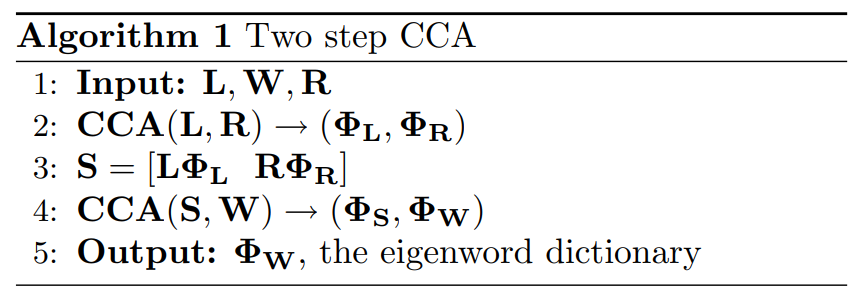 Algorithm 1 Two step CCA
1: Input: L, W, R
2: CCA(L, R) → (Φ_L, Φ_R)
3: S = [LΦ_L RΦ_R]
4: CCA(S, W) → (Φ_S, Φ_W)
5: Output: Φ_W, the eigenword dictionary